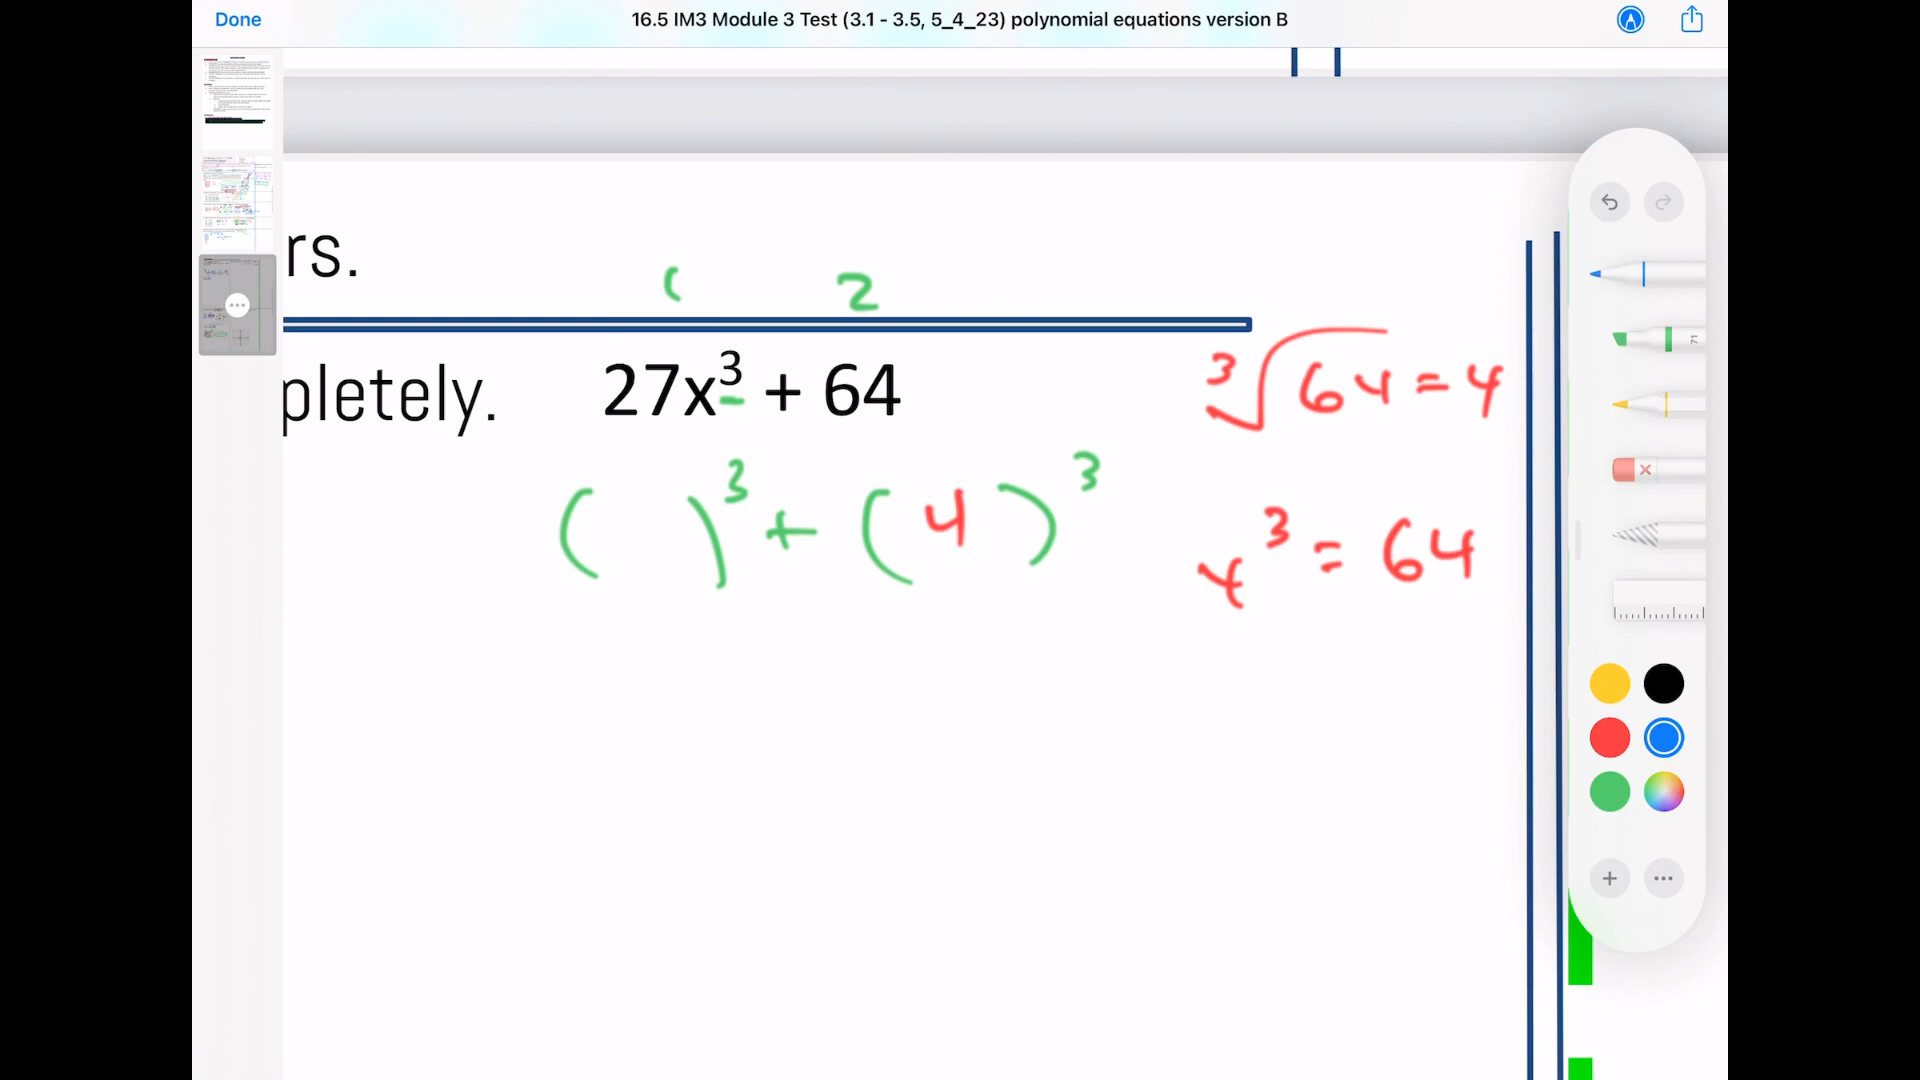 Done
16.5 IM3 Module 3 Test (3.1 - 3.5, 5_4_23) polynomial equations version B
rs.
( 2
pletely. 27x³ + 64
³√64 = 4
( )³ + ( 4 )³
4³ = 64
71